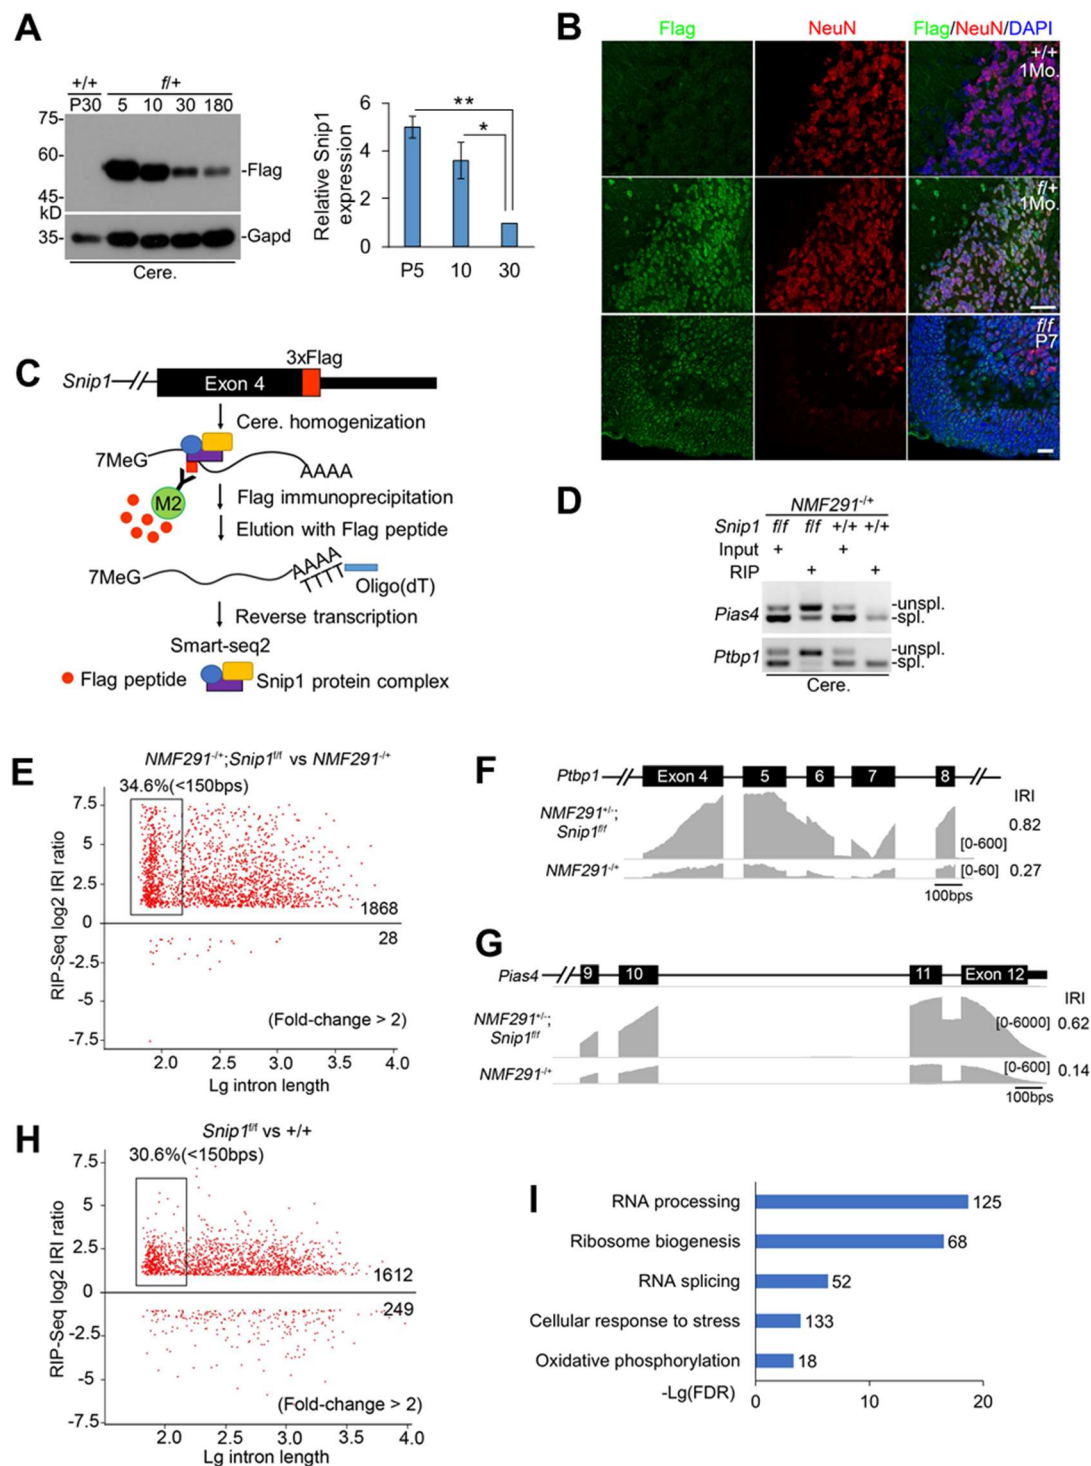 A
+/+ f/+
P30 5 10 30 180
75-
60-
-Flag
45-
kD
35-
-Gapd
Cere.
Relative Snip1
expression
6
4
2
0
**
*
P5 10 30
B
Flag NeuN Flag/NeuN/DAPI
+/+
1Mo.
f/+
1Mo.
f/f
P7
C
3xFlag
Snip1 Exon 4
Cere. homogenization
7MeG AAAA
M2
Flag immunoprecipitation
Elution with Flag peptide
7MeG AAAA
TTTT
Oligo(dT)
Reverse transcription
Smart-seq2
Flag peptide Snip1 protein complex
D
NMF291-/+
Snip1 f/f f/f +/+ +/+
Input + +
RIP + +
Pias4 -unspl.
-spl.
Ptbp1 -unspl.
-spl.
Cere.
E
NMF291-/+;Snip1f/f vs NMF291-/+
34.6%(<150bps)
RIP-Seq log2 IRI ratio
7.5
5
2.5
0
-2.5
-5
-7.5
1868
28
(Fold-change > 2)
2.0 2.5 3.0 3.5 4.0
Lg intron length
F
Ptbp1 Exon 4 5 6 7 8
IRI
NMF291+/-;
Snip1f/f
[0-600] 0.82
NMF291-/+ [0-60] 0.27
100bps
G
Pias4 9 10 11 Exon 12
IRI
NMF291+/-;
Snip1f/f
[0-6000] 0.62
NMF291-/+ [0-600] 0.14
100bps
H
Snip1f/f vs +/+
30.6%(<150bps)
RIP-Seq log2 IRI ratio
7.5
5
2.5
0
-2.5
-5
-7.5
1612
249
(Fold-change > 2)
2.0 2.5 3.0 3.5 4.0
Lg intron length
I
RNA processing 125
Ribosome biogenesis 68
RNA splicing 52
Cellular response to stress 133
Oxidative phosphorylation 18
-Lg(FDR) 0 10 20